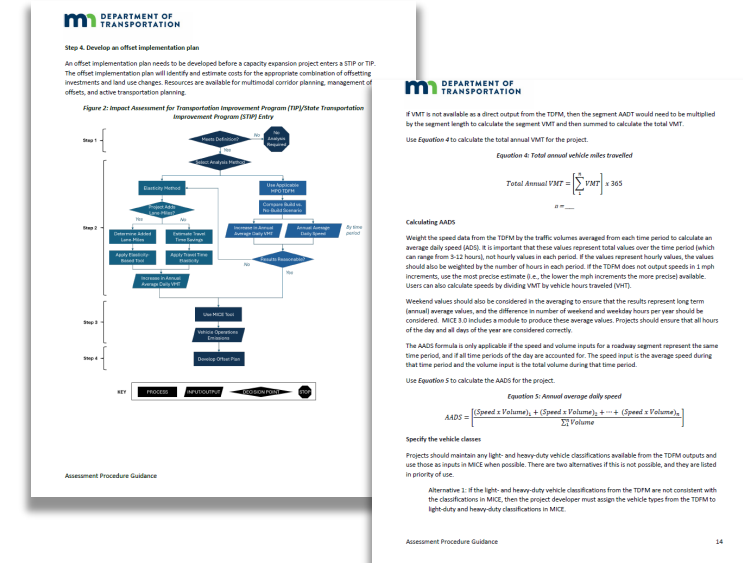 DEPARTMENT OF
TRANSPORTATION
Step 4. Develop an offset implementation plan
An offset implementation plan needs to be developed before a capacity expansion project enters a STIP or TIP.
The offset implementation plan will identify and estimate costs for the appropriate combination of offsetting
investments and land use changes. Resources are available for multimodal corridor planning, management of
offsets, and active transportation planning.
Figure 2: Impact Assessment for Transportation Improvement Program (TIP)/State Transportation
Improvement Program (STIP) Entry
Step 1
Meets Definition?
No
No
Analysis
Required
Yes
Select Analysis Method
Step 2
Elasticity Method
Use Applicable
MPO TDFM
Project Adds
Lane-Miles?
Compare Build vs.
No Build Scenario
Yes
No
Determine Added
Lane-Miles
Estimate Travel
Time Savings
Increase in Annual
Average Daily VMT
Annual Average
Daily Speed
By time
period
Apply Elasticity-
Based Tool
Apply Travel Time
Elasticity
No
Results Reasonable?
Yes
Increase in Annual
Average Daily VMT
Step 3
Use MICE Tool
Vehicle Operations
Emissions
Step 4
Develop Offset Plan
KEY
PROCESS
INPUT/OUTPUT
DECISION POINT
STOP
Assessment Procedure Guidance
DEPARTMENT OF
TRANSPORTATION
If VMT is not available as a direct output from the TDFM, then the segment AADT would need to be multiplied
by the segment length to calculate the segment VMT and then summed to calculate the total VMT.
Use Equation 4 to calculate the total annual VMT for the project.
Equation 4: Total annual vehicle miles travelled
Total Annual VMT = [∑ⁿ₁ VMT] x 365
n = __
Calculating AADS
Weight the speed data from the TDFM by the traffic volumes averaged from each time period to calculate an
average daily speed (ADS). It is important that these values represent total values over the time period (which
can range from 3-12 hours), not hourly values in each period. If the values represent hourly values, the values
should also be weighted by the number of hours in each period. If the TDFM does not output speeds in 1 mph
increments, use the most precise estimate (i.e., the lower the mph increments the more precise) available.
Users can also calculate speeds by dividing VMT by vehicle hours traveled (VHT).
Weekend values should also be considered in the averaging to ensure that the results represent long term
(annual) average values, and the difference in number of weekend and weekday hours per year should be
considered. MICE 3.0 includes a module to produce these average values. Projects should ensure that all hours
of the day and all days of the year are considered correctly.
The AADS formula is only applicable if the speed and volume inputs for a roadway segment represent the same
time period, and if all time periods of the day are accounted for. The speed input is the average speed during
that time period and the volume input is the total volume during that time period.
Use Equation 5 to calculate the AADS for the project.
Equation 5: Annual average daily speed
AADS = [((Speed x Volume)₁ + (Speed x Volume)₂ + ⋯ + (Speed x Volume)ₙ) / ∑ⁿ₁ Volume]
Specify the vehicle classes
Projects should maintain any light- and heavy-duty vehicle classifications available from the TDFM outputs and
use those as inputs in MICE when possible. There are two alternatives if this is not possible, and they are listed
in priority of use.
Alternative 1: If the light- and heavy-duty vehicle classifications from the TDFM are not consistent with
the classifications in MICE, then the project developer must assign the vehicle types from the TDFM to
light-duty and heavy-duty classifications in MICE.
Assessment Procedure Guidance
14